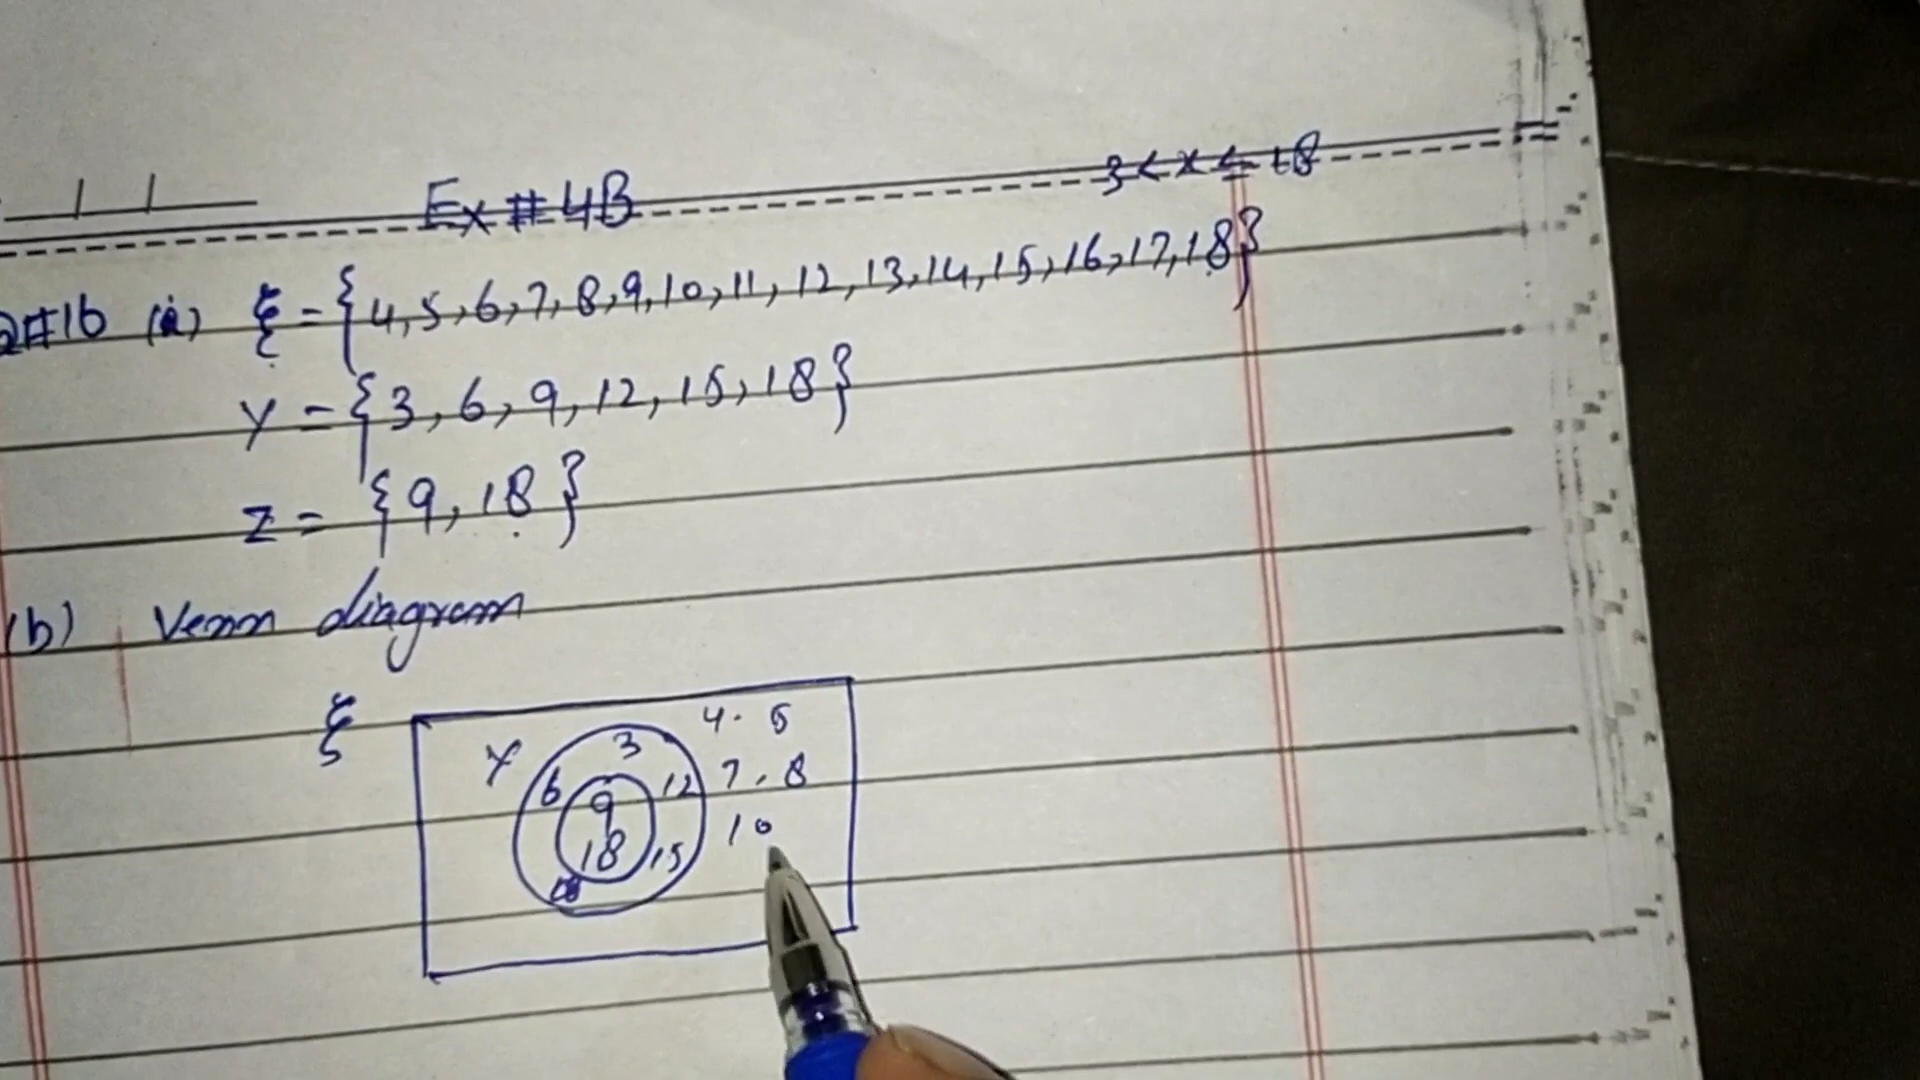 Ex # 4B
3 < x ≤ 18
Q#16 (i) ξ = {4, 5, 6, 7, 8, 9, 10, 11, 12, 13, 14, 15, 16, 17, 18}
Y = {3, 6, 9, 12, 15, 18}
Z = {9, 18}
(b) Venn diagram
ξ
4. 5
Y 3
6 9 12 7. 8
18 15 10